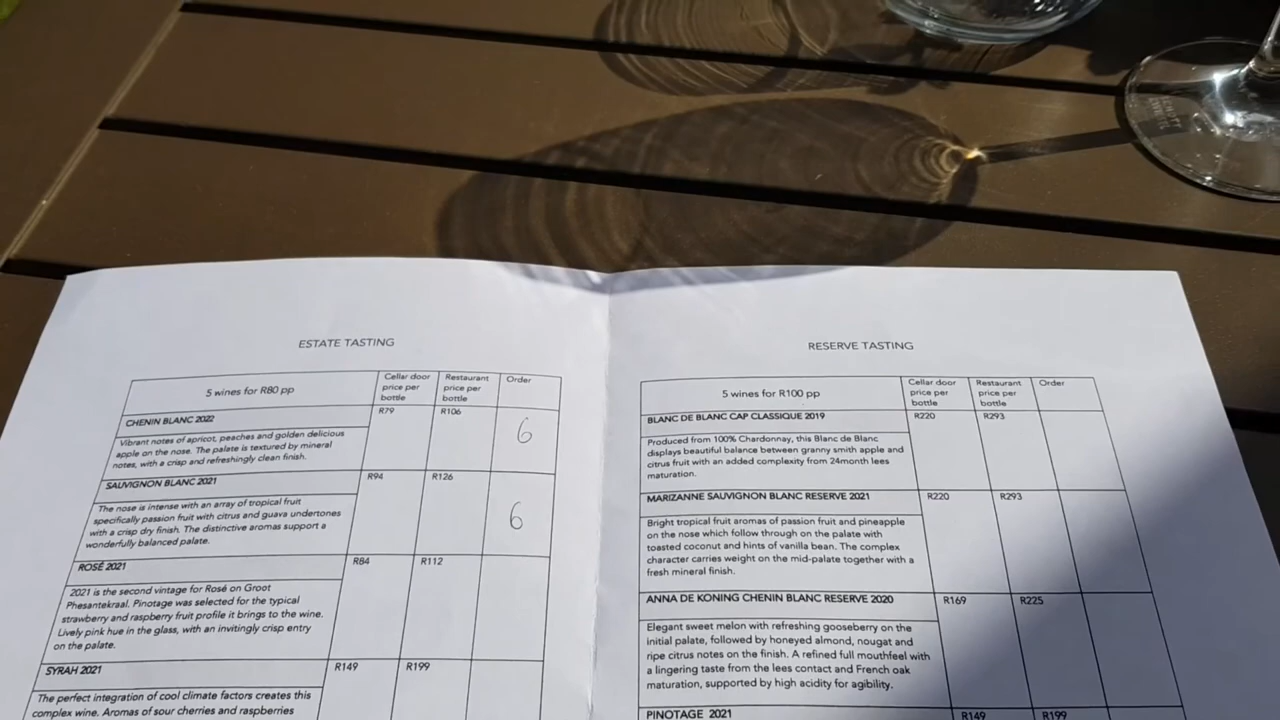 ESTATE TASTING
5 wines for R80 pp
Cellar door
price per
bottle
Restaurant
price per
bottle
Order
CHENIN BLANC 2022
R79
R106
6
Vibrant notes of apricot, peaches and golden delicious
apple on the nose. The palate is textured by mineral
notes, with a crisp and refreshingly clean finish.
SAUVIGNON BLANC 2021
R94
R126
6
The nose is intense with an array of tropical fruit
specifically passion fruit with citrus and guava undertones
with a crisp dry finish. The distinctive aromas support a
wonderfully balanced palate.
ROSÉ 2021
R84
R112
2021 is the second vintage for Rosé on Groot
Phesantekraal. Pinotage was selected for the typical
strawberry and raspberry fruit profile it brings to the wine.
Lively pink hue in the glass, with an invitingly crisp entry
on the palate.
SYRAH 2021
R149
R199
The perfect integration of cool climate factors creates this
complex wine. Aromas of sour cherries and raspberries
RESERVE TASTING
5 wines for R100 pp
Cellar door
price per
bottle
Restaurant
price per
bottle
Order
BLANC DE BLANC CAP CLASSIQUE 2019
R220
R293
Produced from 100% Chardonnay, this Blanc de Blanc
displays beautiful balance between granny smith apple and
citrus fruit with an added complexity from 24month lees
maturation.
MARIZANNE SAUVIGNON BLANC RESERVE 2021
R220
R293
Bright tropical fruit aromas of passion fruit and pineapple
on the nose which follow through on the palate with
toasted coconut and hints of vanilla bean. The complex
character carries weight on the mid-palate together with a
fresh mineral finish.
ANNA DE KONING CHENIN BLANC RESERVE 2020
R169
R225
Elegant sweet melon with refreshing gooseberry on the
initial palate, followed by honeyed almond, nougat and
ripe citrus notes on the finish. A refined full mouthfeel with
a lingering taste from the lees contact and French oak
maturation, supported by high acidity for agibility.
PINOTAGE 2021
R149
R199